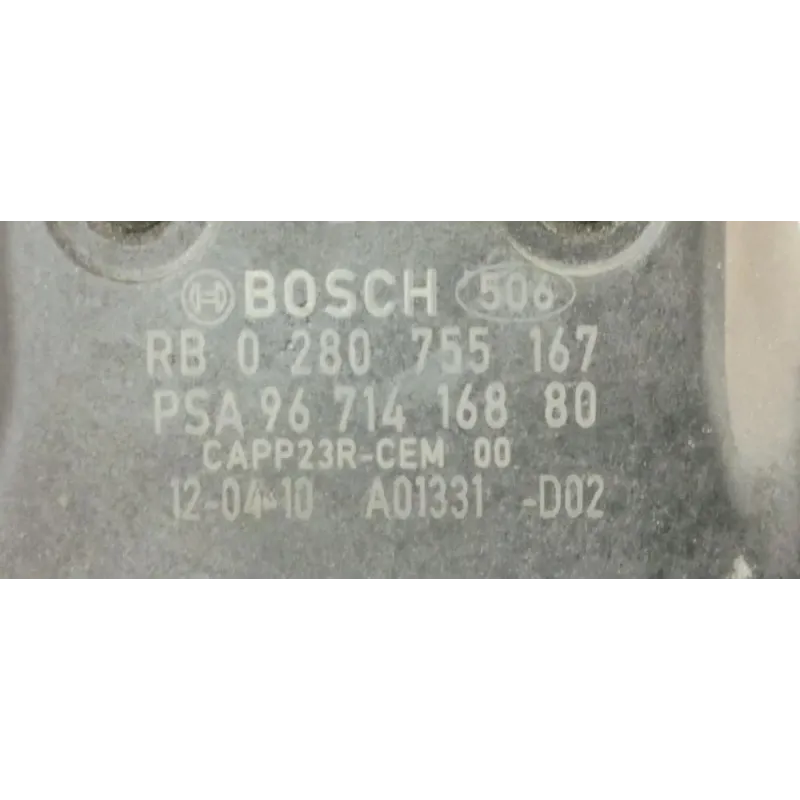 BOSCH 506
RB 0 280 755 167
PSA 96 714 168 80
CAPP23R-CEM 00
12-04-10 A01331 -D02